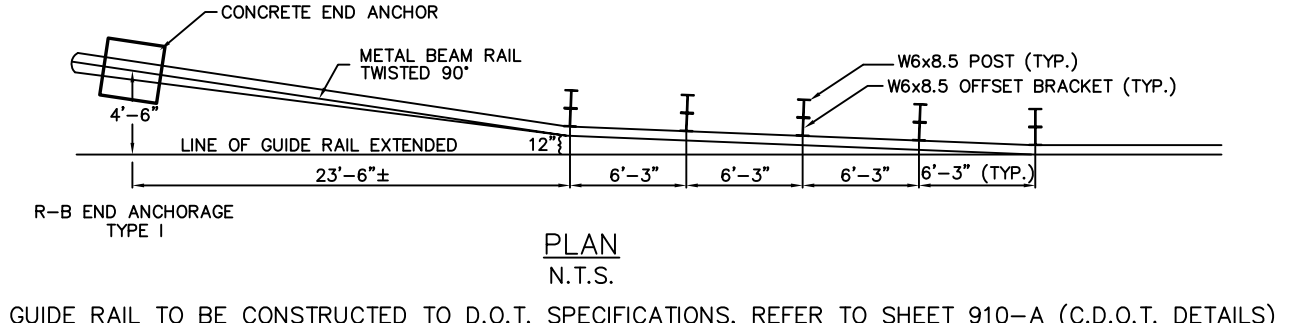 CONCRETE END ANCHOR
METAL BEAM RAIL
TWISTED 90°
W6x8.5 POST (TYP.)
W6x8.5 OFFSET BRACKET (TYP.)
4'-6"
LINE OF GUIDE RAIL EXTENDED
12"
23'-6"±
6'-3"
6'-3"
6'-3"
6'-3" (TYP.)
R-B END ANCHORAGE
TYPE I
PLAN
N.T.S.
GUIDE RAIL TO BE CONSTRUCTED TO D.O.T. SPECIFICATIONS. REFER TO SHEET 910-A (C.D.O.T. DETAILS)